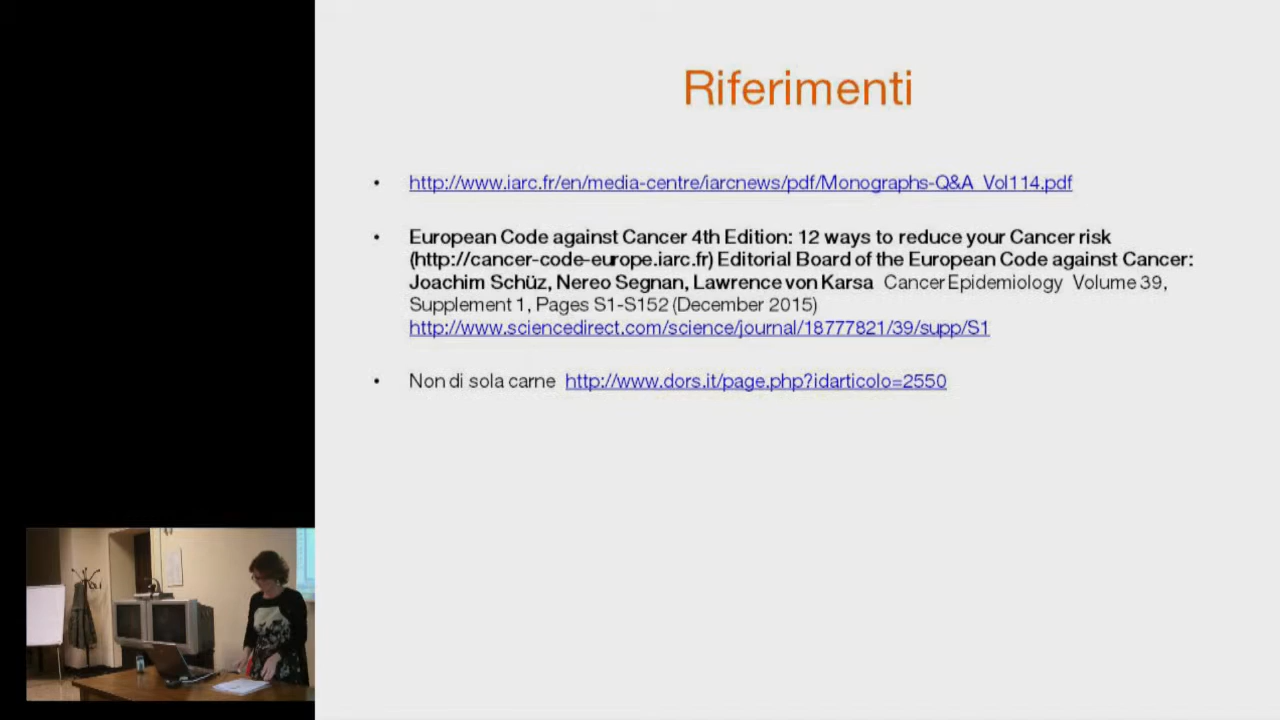 Riferimenti
• http://www.iarc.fr/en/media-centre/iarcnews/pdf/Monographs-Q&A_Vol114.pdf
• European Code against Cancer 4th Edition: 12 ways to reduce your Cancer risk
(http://cancer-code-europe.iarc.fr) Editorial Board of the European Code against Cancer:
Joachim Schüz, Nereo Segnan, Lawrence von Karsa Cancer Epidemiology Volume 39,
Supplement 1, Pages S1-S152 (December 2015)
http://www.sciencedirect.com/science/journal/18777821/39/supp/S1
• Non di sola carne http://www.dors.it/page.php?idarticolo=2550